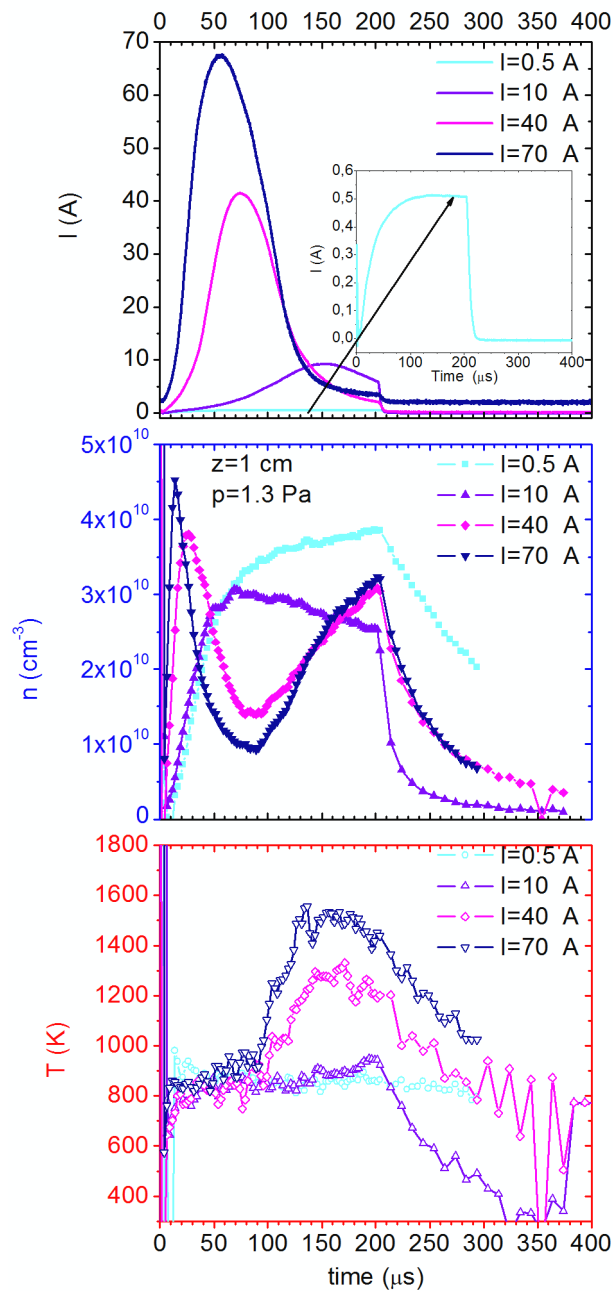 0 50 100 150 200 250 300 350 400
70
60
50
40
30
20
10
0
I (A)
I=0.5 A
I=10 A
I=40 A
I=70 A
0,6
0,5
0,4
0,3
0,2
0,1
0,0
I (A)
0 100 200 300 400
Time (μs)
5x10¹⁰
4x10¹⁰
3x10¹⁰
2x10¹⁰
1x10¹⁰
0
n (cm⁻³)
z=1 cm
p=1.3 Pa
I=0.5 A
I=10 A
I=40 A
I=70 A
1800
1600
1400
1200
1000
800
600
400
T (K)
I=0.5 A
I=10 A
I=40 A
I=70 A
0 50 100 150 200 250 300 350 400
time (μs)